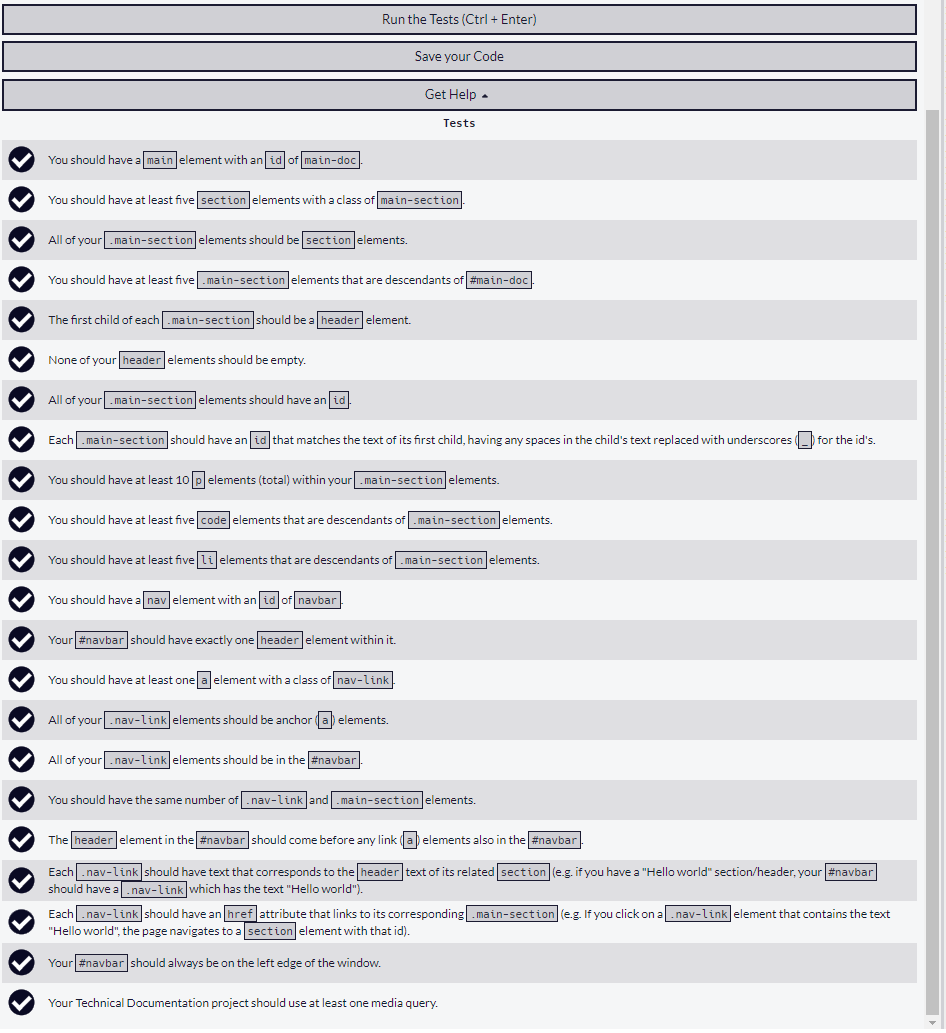 Run the Tests (Ctrl + Enter)
Save your Code
Get Help
Tests
You should have a main element with an id of main-doc.
You should have at least five section elements with a class of main-section.
All of your .main-section elements should be section elements.
You should have at least five .main-section elements that are descendants of #main-doc.
The first child of each .main-section should be a header element.
None of your header elements should be empty.
All of your .main-section elements should have an id.
Each .main-section should have an id that matches the text of its first child, having any spaces in the child's text replaced with underscores (_) for the id's.
You should have at least 10 p elements (total) within your .main-section elements.
You should have at least five code elements that are descendants of .main-section elements.
You should have at least five li elements that are descendants of .main-section elements.
You should have a nav element with an id of navbar.
Your #navbar should have exactly one header element within it.
You should have at least one a element with a class of nav-link.
All of your .nav-link elements should be anchor (a) elements.
All of your .nav-link elements should be in the #navbar.
You should have the same number of .nav-link and .main-section elements.
The header element in the #navbar should come before any link (a) elements also in the #navbar.
Each .nav-link should have text that corresponds to the header text of its related section (e.g. if you have a "Hello world" section/header, your #navbar
should have a .nav-link which has the text "Hello world").
Each .nav-link should have an href attribute that links to its corresponding .main-section (e.g. If you click on a .nav-link element that contains the text
"Hello world", the page navigates to a section element with that id).
Your #navbar should always be on the left edge of the window.
Your Technical Documentation project should use at least one media query.